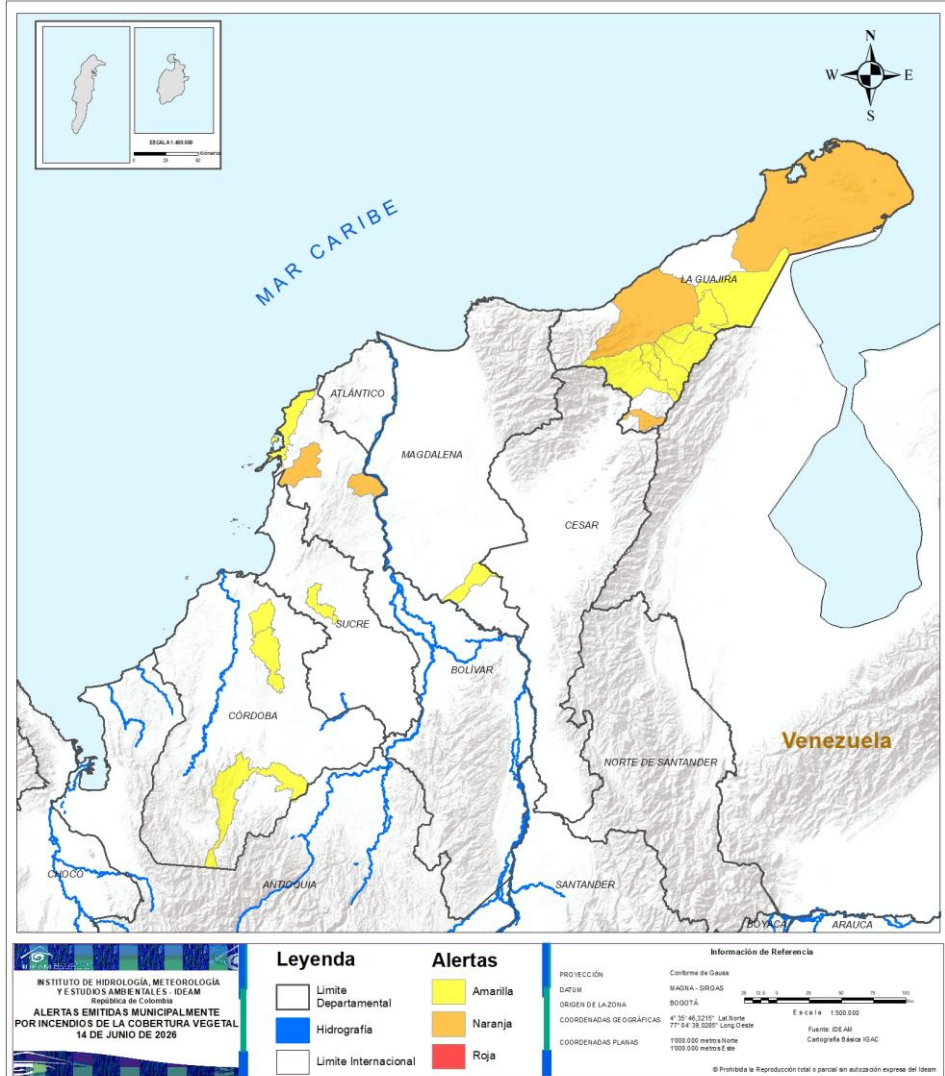 N
W E
S
ESCALA 1: 400.000
MAR CARIBE
LA GUAJIRA
ATLÁNTICO
MAGDALENA
CESAR
SUCRE
BOLÍVAR
CÓRDOBA
Venezuela
NORTE DE SANTANDER
CHOCÓ
ANTIOQUIA
SANTANDER
BOYACÁ
ARAUCA
IDEAM
INSTITUTO DE HIDROLOGÍA, METEOROLOGÍA
Y ESTUDIOS AMBIENTALES - IDEAM
República de Colombia
ALERTAS EMITIDAS MUNICIPALMENTE
POR INCENDIOS DE LA COBERTURA VEGETAL
14 DE JUNIO DE 2026
Leyenda
Limite
Departamental
Hidrografía
Limite Internacional
Alertas
Amarilla
Naranja
Roja
Información de Referencia
PROYECCIÓN Conforme de Gauss
DATUM MAGNA - SIRGAS
ORIGEN DE LA ZONA BOGOTÁ
COORDENADAS GEOGRÁFICAS 4° 35' 46,3215" Lat.Norte
77° 04' 39,0285" Long.Oeste
COORDENADAS PLANAS 1'000.000 metros Norte
1'000.000 metros Este
Escala 1:500.000
Fuente: IDEAM
Cartografía Básica IGAC
© Prohibida la Reproducción total o parcial sin autozación expresa del Ideam